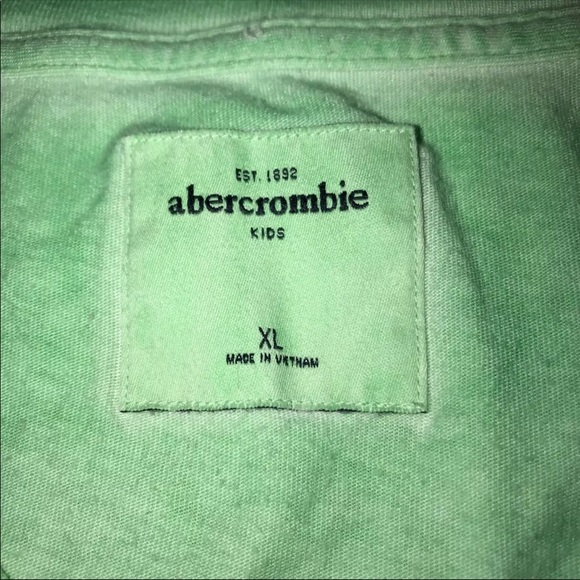 EST. 1892
abercrombie
KIDS
XL
MADE IN VIETNAM